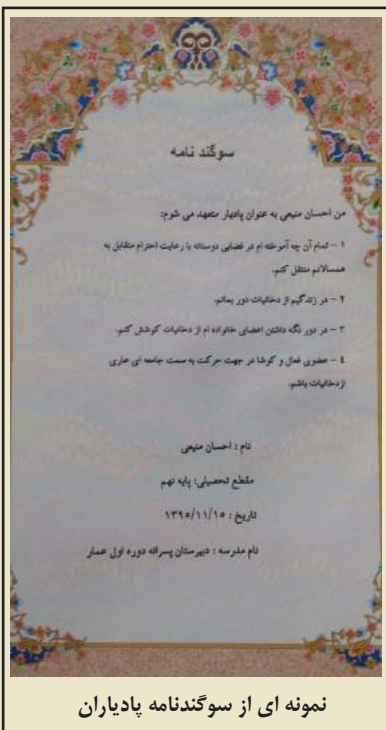 سوگند نامه
من احسان منیعی به عنوان پادیار متعهد می شوم:
۱ – تمام آن چه آموخته ام در فضایی دوستانه با رعایت احترام متقابل به
همسالانم منتقل کنم.
۲ – در زندگیم از دخانیات دور بمانم.
۳ – در دور نگه داشتن اعضای خانواده ام از دخانیات کوشش کنم.
٤ – عضوی فعال و کوشا در جهت حرکت به سمت جامعه ای عاری
ازدخانیات باشم.
نام : احسان منیعی
مقطع تحصیلی: پایه نهم
تاریخ : ۱۳۹۵/۱۱/۱۵
نام مدرسه : دبیرستان پسرانه دوره اول عمار
نمونه ای از سوگندنامه پادیاران